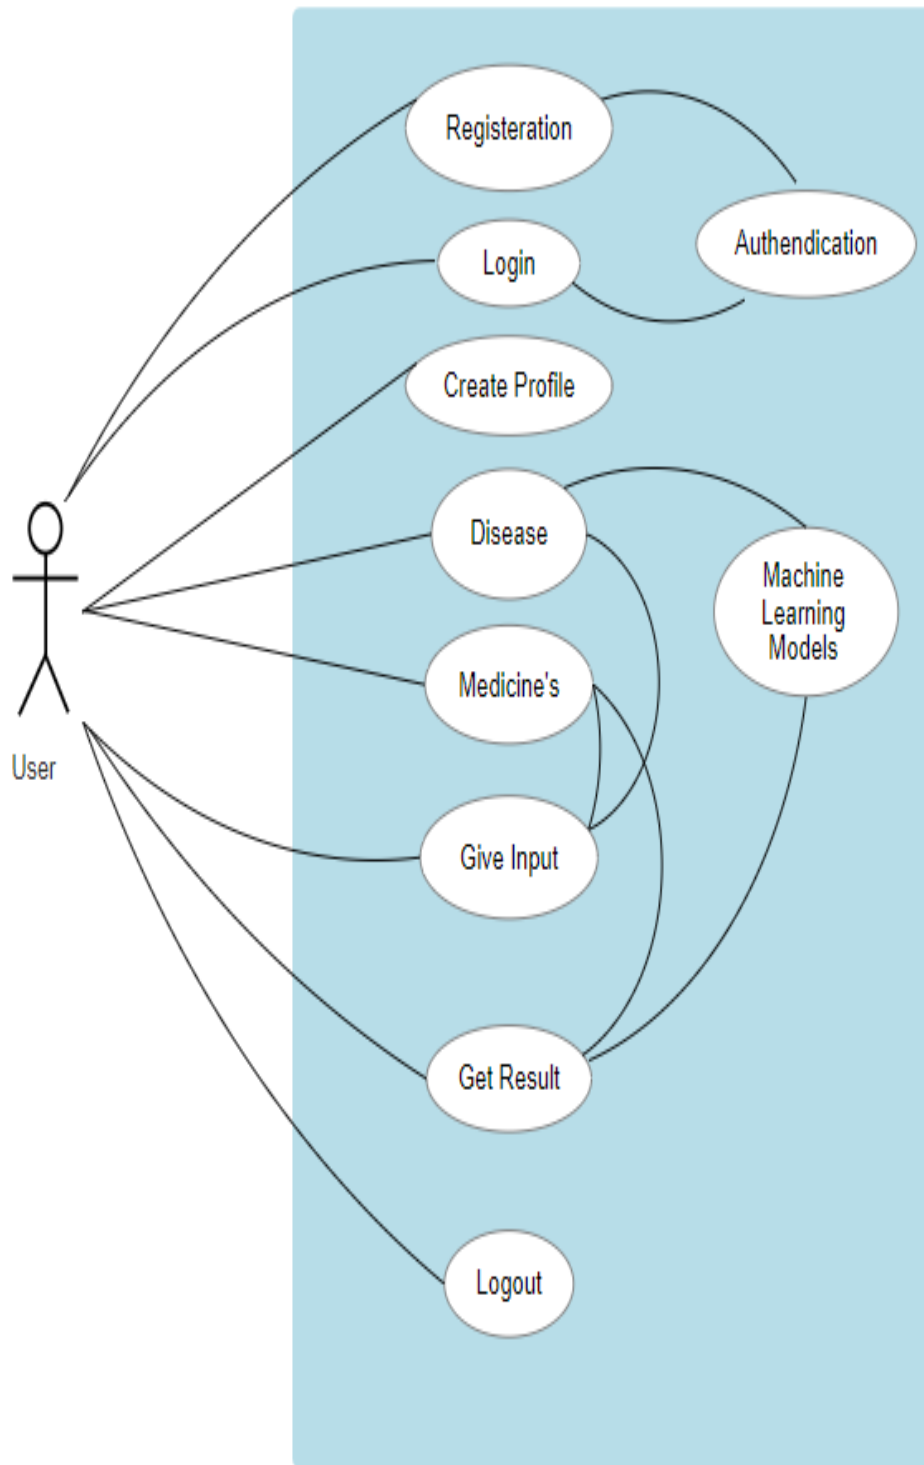 Registeration
Authendication
Login
Create Profile
Disease
Machine
Learning
Models
Medicine's
User
Give Input
Get Result
Logout